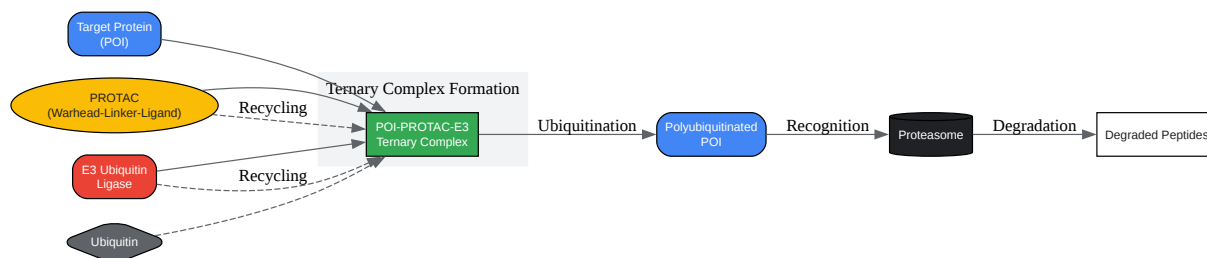 Target Protein
(POI)
PROTAC
(Warhead-Linker-Ligand)
Recycling
E3 Ubiquitin
Ligase
Recycling
Ubiquitin
Ternary Complex Formation
POI-PROTAC-E3
Ternary Complex
Ubiquitination
Polyubiquitinated
POI
Recognition
Proteasome
Degradation
Degraded Peptides